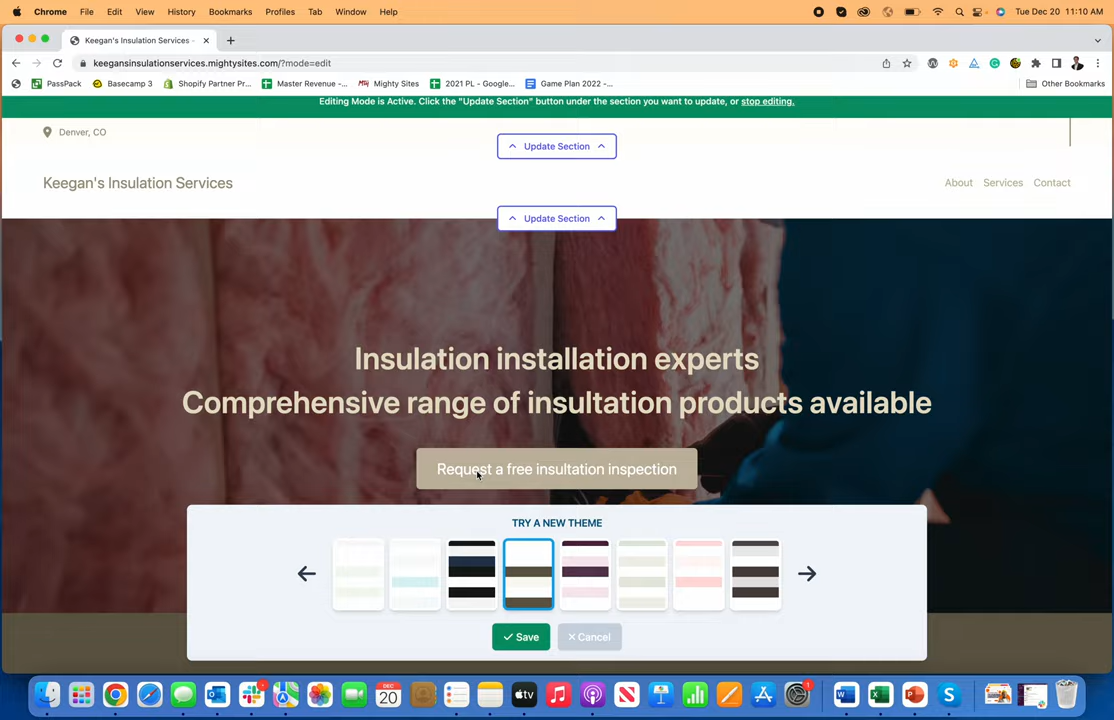 Chrome File Edit View History Bookmarks Profiles Tab Window Help
Tue Dec 20 11:10 AM
Keegan's Insulation Services -
keegansinsulationservices.mightysites.com/?mode=edit
PassPack Basecamp 3 Shopify Partner Pr... Master Revenue -... Mighty Sites 2021 PL - Google... Game Plan 2022 -... Other Bookmarks
Editing Mode is Active. Click the "Update Section" button under the section you want to update, or stop editing.
Denver, CO
Update Section
Keegan's Insulation Services
About Services Contact
Update Section
Insulation installation experts
Comprehensive range of insultation products available
Request a free insultation inspection
TRY A NEW THEME
Save
Cancel
DEC
20
tv